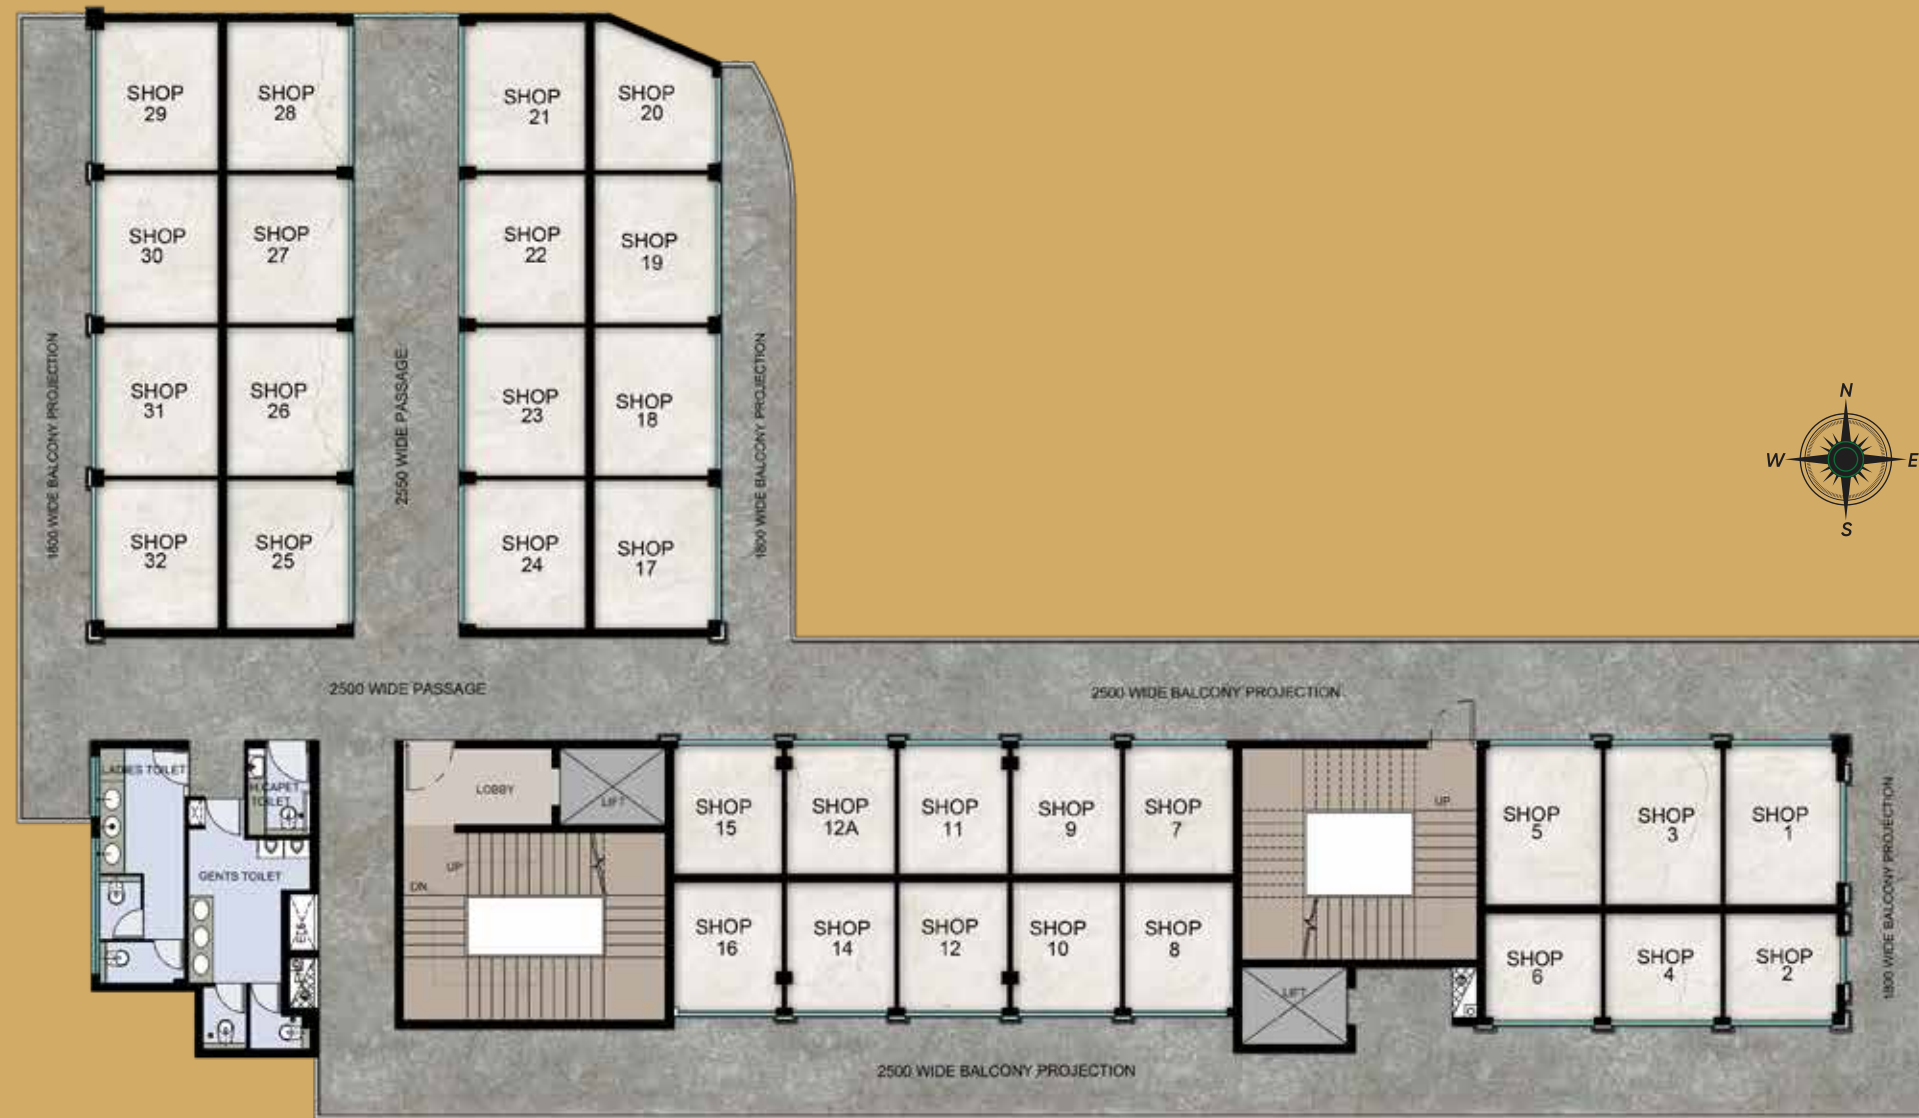 SHOP
29
SHOP
28
SHOP
21
SHOP
20
SHOP
30
SHOP
27
SHOP
22
SHOP
19
SHOP
31
SHOP
26
SHOP
23
SHOP
18
SHOP
32
SHOP
25
SHOP
24
SHOP
17
1800 WIDE BALCONY PROJECTION
2550 WIDE PASSAGE
1800 WIDE BALCONY PROJECTION
N
W
E
S
2500 WIDE PASSAGE
2500 WIDE BALCONY PROJECTION
LADIES TOILET
H.CAPET
TOILET
GENTS TOILET
LOBBY
LIFT
UP
DN
SHOP
15
SHOP
12A
SHOP
11
SHOP
9
SHOP
7
UP
SHOP
5
SHOP
3
SHOP
1
SHOP
16
SHOP
14
SHOP
12
SHOP
10
SHOP
8
LIFT
SHOP
6
SHOP
4
SHOP
2
1800 WIDE BALCONY PROJECTION
2500 WIDE BALCONY PROJECTION